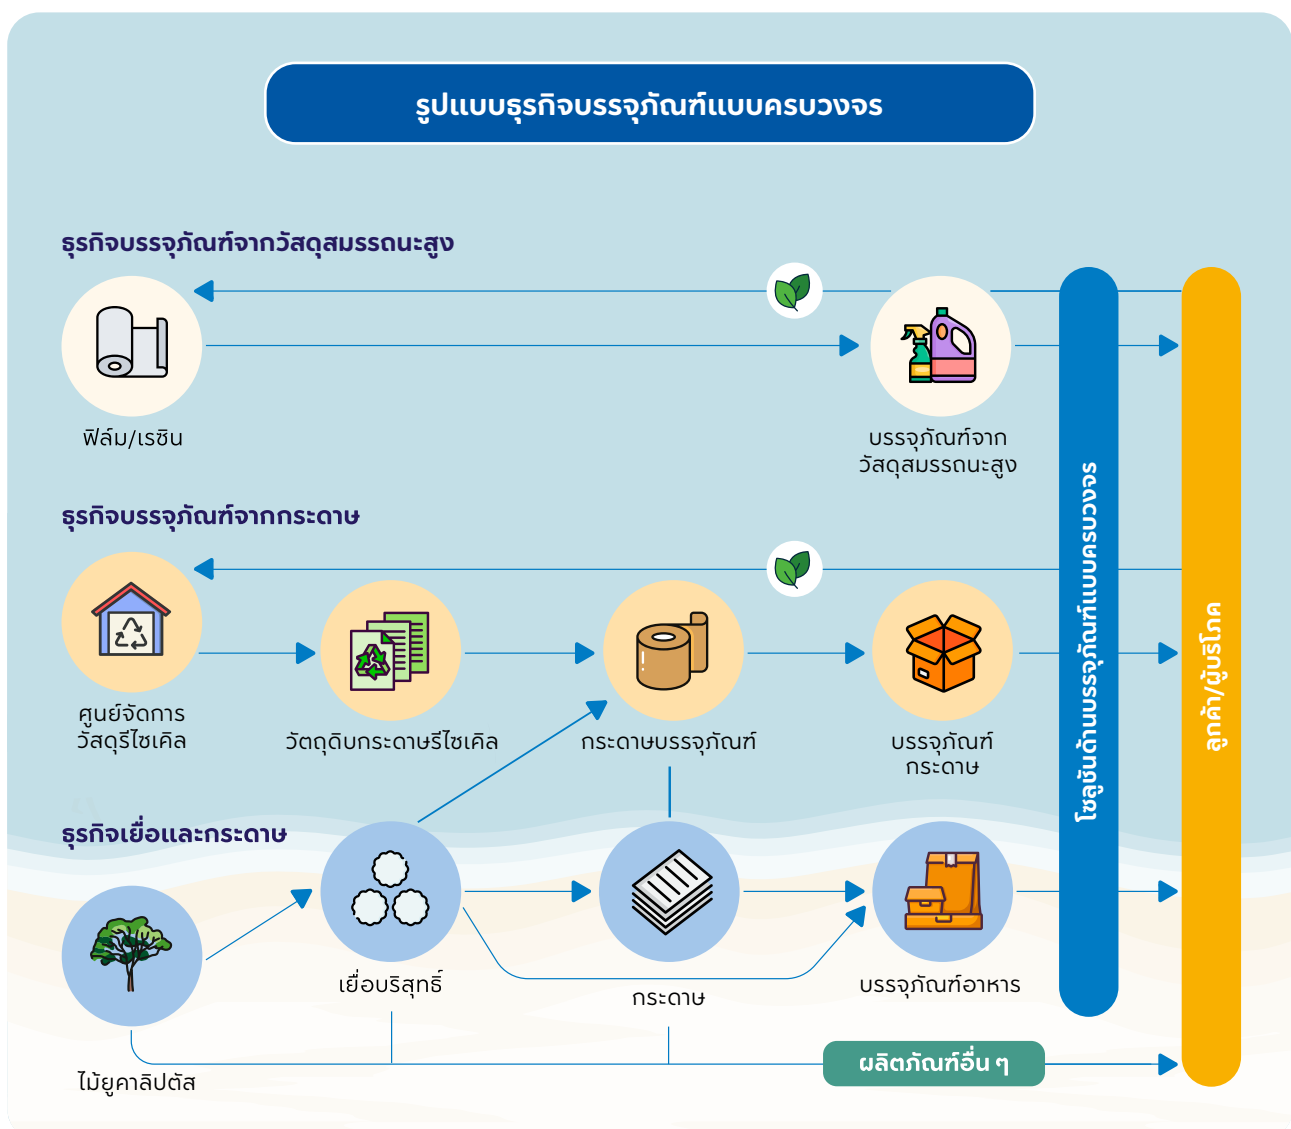 รูปแบบธุรกิจบรรจุภัณฑ์แบบครบวงจร
ธุรกิจบรรจุภัณฑ์จากวัสดุสมรรถนะสูง
ฟิล์ม/เรซิน
บรรจุภัณฑ์จาก
วัสดุสมรรถนะสูง
ธุรกิจบรรจุภัณฑ์จากกระดาษ
ศูนย์จัดการ
วัสดุรีไซเคิล
วัตถุดิบกระดาษรีไซเคิล
กระดาษบรรจุภัณฑ์
บรรจุภัณฑ์
กระดาษ
ธุรกิจเยื่อและกระดาษ
ไม้ยูคาลิปตัส
เยื่อบริสุทธิ์
กระดาษ
บรรจุภัณฑ์อาหาร
ผลิตภัณฑ์อื่น ๆ
โซลูชันด้านบรรจุภัณฑ์แบบครบวงจร
ลูกค้า/ผู้บริโภค